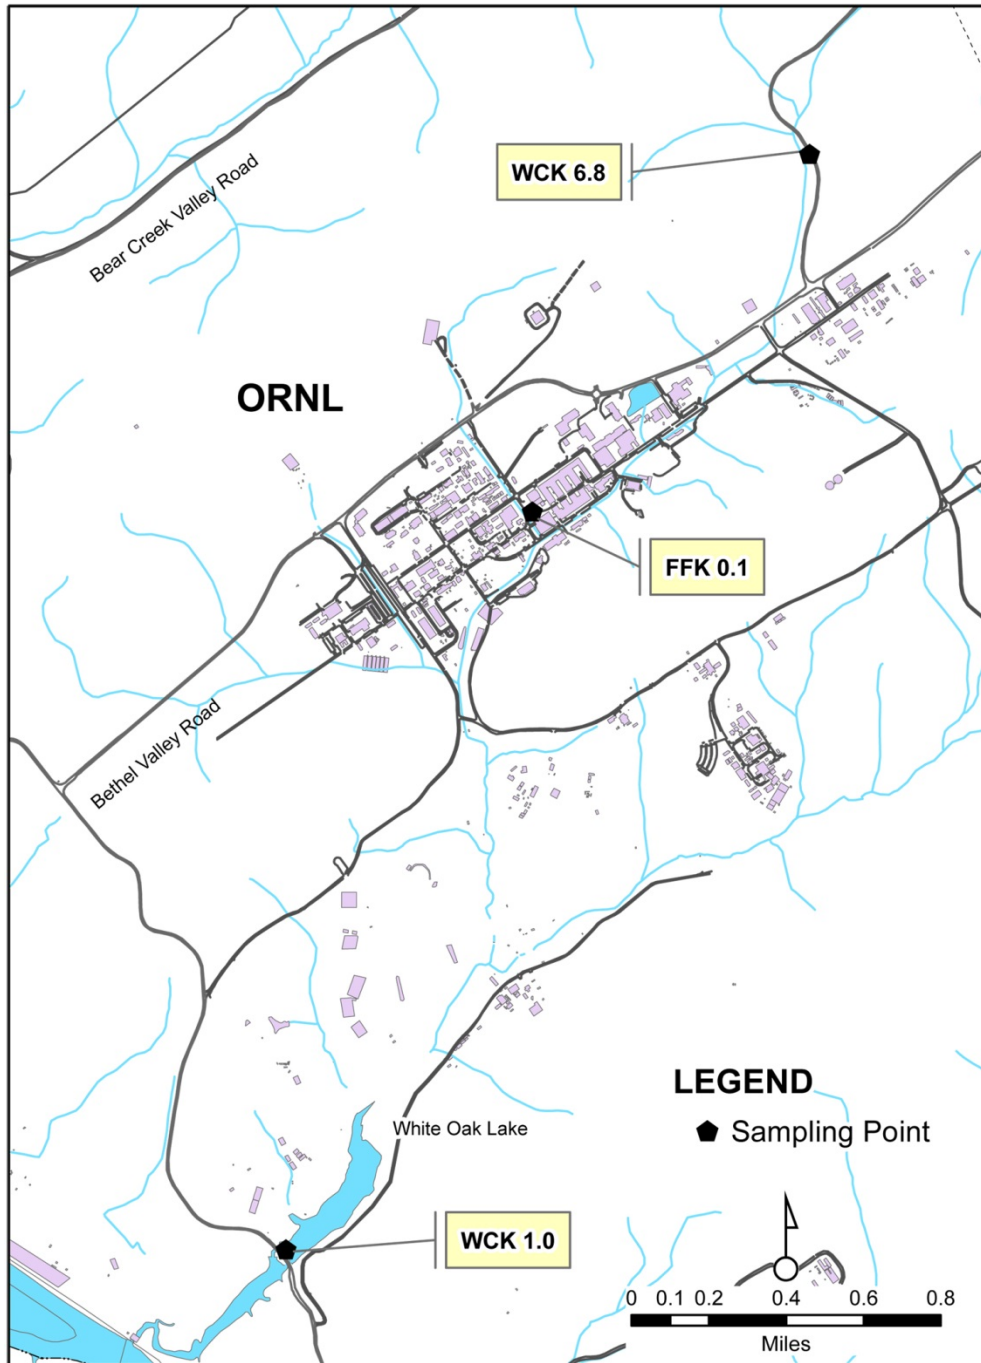 WCK 6.8
Bear Creek Valley Road
ORNL
FFK 0.1
Bethel Valley Road
LEGEND
Sampling Point
White Oak Lake
WCK 1.0
0 0.1 0.2 0.4 0.6 0.8
Miles